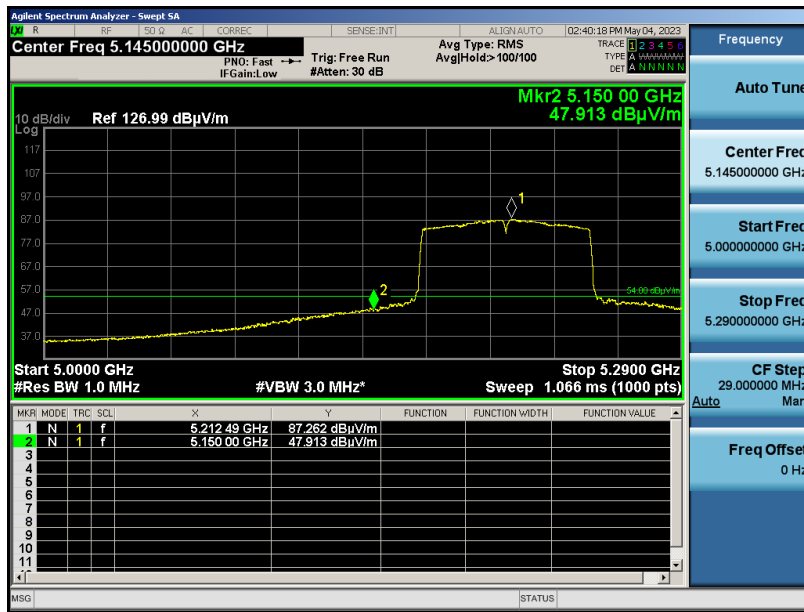 Agilent Spectrum Analyzer - Swept SA
LXI R RF 50 Ω AC CORREC SENSE:INT ALIGN AUTO 02:40:18 PM May 04, 2023
Center Freq 5.145000000 GHz
PNO: Fast
IFGain:Low
Trig: Free Run
#Atten: 30 dB
Avg Type: RMS
Avg|Hold:>100/100
TRACE 1 2 3 4 5 6
TYPE A WWWWW
DET A N N N N N
Mkr2 5.150 00 GHz
47.913 dBµV/m
10 dB/div Ref 126.99 dBµV/m
Log
117
107
97.0
87.0
77.0
67.0
57.0
47.0
37.0
1
2
54.00 dBµV/m
Start 5.0000 GHz Stop 5.2900 GHz
#Res BW 1.0 MHz #VBW 3.0 MHz* Sweep 1.066 ms (1000 pts)
MKR MODE TRC SCL X Y FUNCTION FUNCTION WIDTH FUNCTION VALUE
1 N 1 f 5.212 49 GHz 87.262 dBµV/m
2 N 1 f 5.150 00 GHz 47.913 dBµV/m
3
4
5
6
7
8
9
10
11
MSG STATUS
Frequency
Auto Tune
Center Freq
5.145000000 GHz
Start Freq
5.000000000 GHz
Stop Freq
5.290000000 GHz
CF Step
29.000000 MHz
Auto Man
Freq Offset
0 Hz